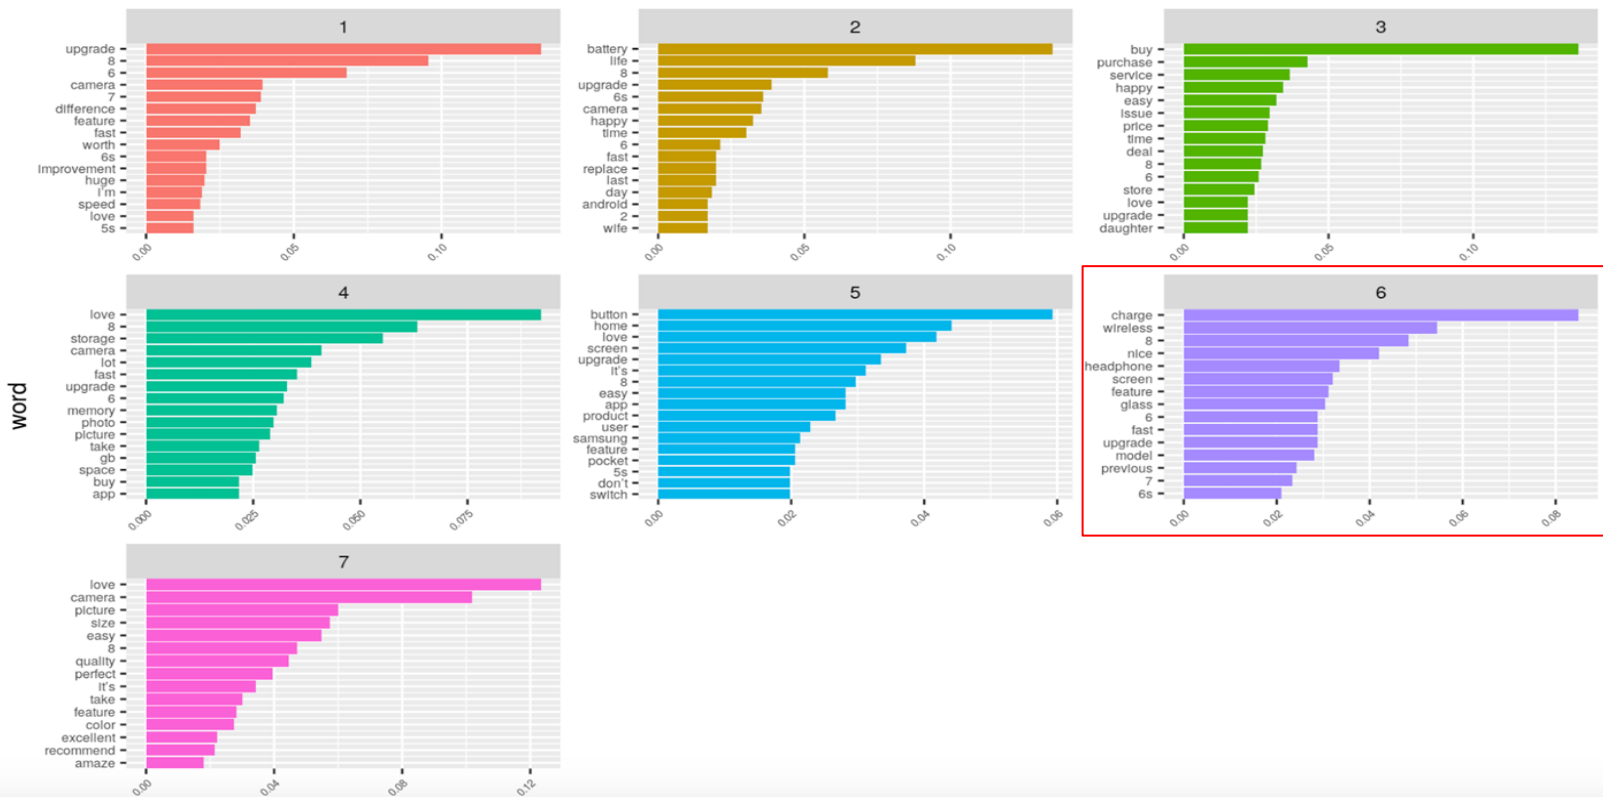 word
1
upgrade
8
6
camera
7
difference
feature
fast
worth
6s
Improvement
huge
I'm
speed
love
5s
0.00 0.05 0.10
2
battery
life
8
upgrade
6s
camera
happy
time
6
fast
replace
last
day
android
2
wife
0.00 0.05 0.10
3
buy
purchase
service
happy
easy
issue
price
time
deal
8
6
store
love
upgrade
daughter
0.00 0.05 0.10
4
love
8
storage
camera
lot
fast
upgrade
6
memory
photo
picture
take
gb
space
buy
app
0.000 0.025 0.050 0.075
5
button
home
love
screen
upgrade
it's
8
easy
app
product
user
samsung
feature
pocket
5s
don't
switch
0.00 0.02 0.04 0.06
6
charge
wireless
8
nice
headphone
screen
feature
glass
6
fast
upgrade
model
previous
7
6s
0.00 0.02 0.04 0.06 0.08
7
love
camera
picture
size
easy
8
quality
perfect
it's
take
feature
color
excellent
recommend
amaze
0.00 0.04 0.08 0.12